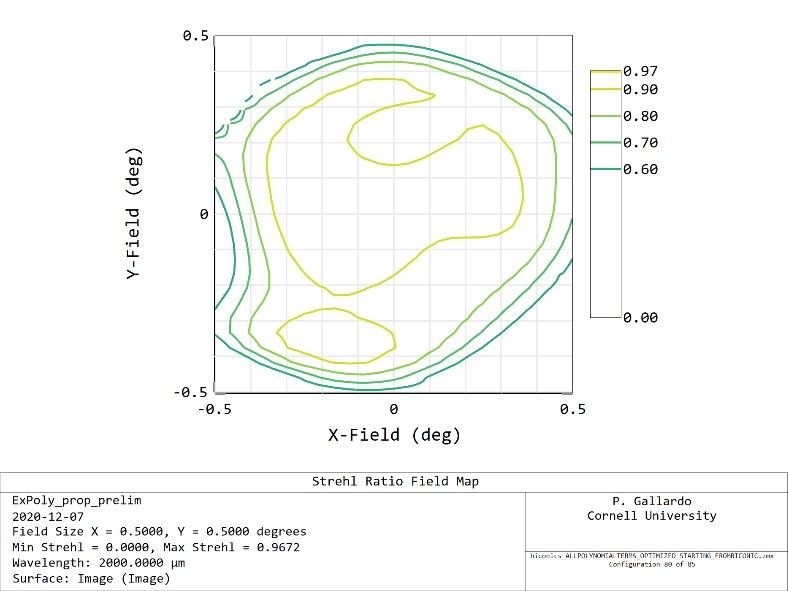 0.5
0
-0.5
-0.5
0
0.5
Y-Field (deg)
X-Field (deg)
0.97
0.90
0.80
0.70
0.60
0.00
Strehl Ratio Field Map
ExPoly_prop_prelim
2020-12-07
Field Size X = 0.5000, Y = 0.5000 degrees
Min Strehl = 0.0000, Max Strehl = 0.9672
Wavelength: 2000.0000 µm
Surface: Image (Image)
P. Gallardo
Cornell University
biconics_ALLPOLYNOMIALTERMS_OPTIMIZED_STARTING_FROMBICONIC.zmx
Configuration 80 of 85